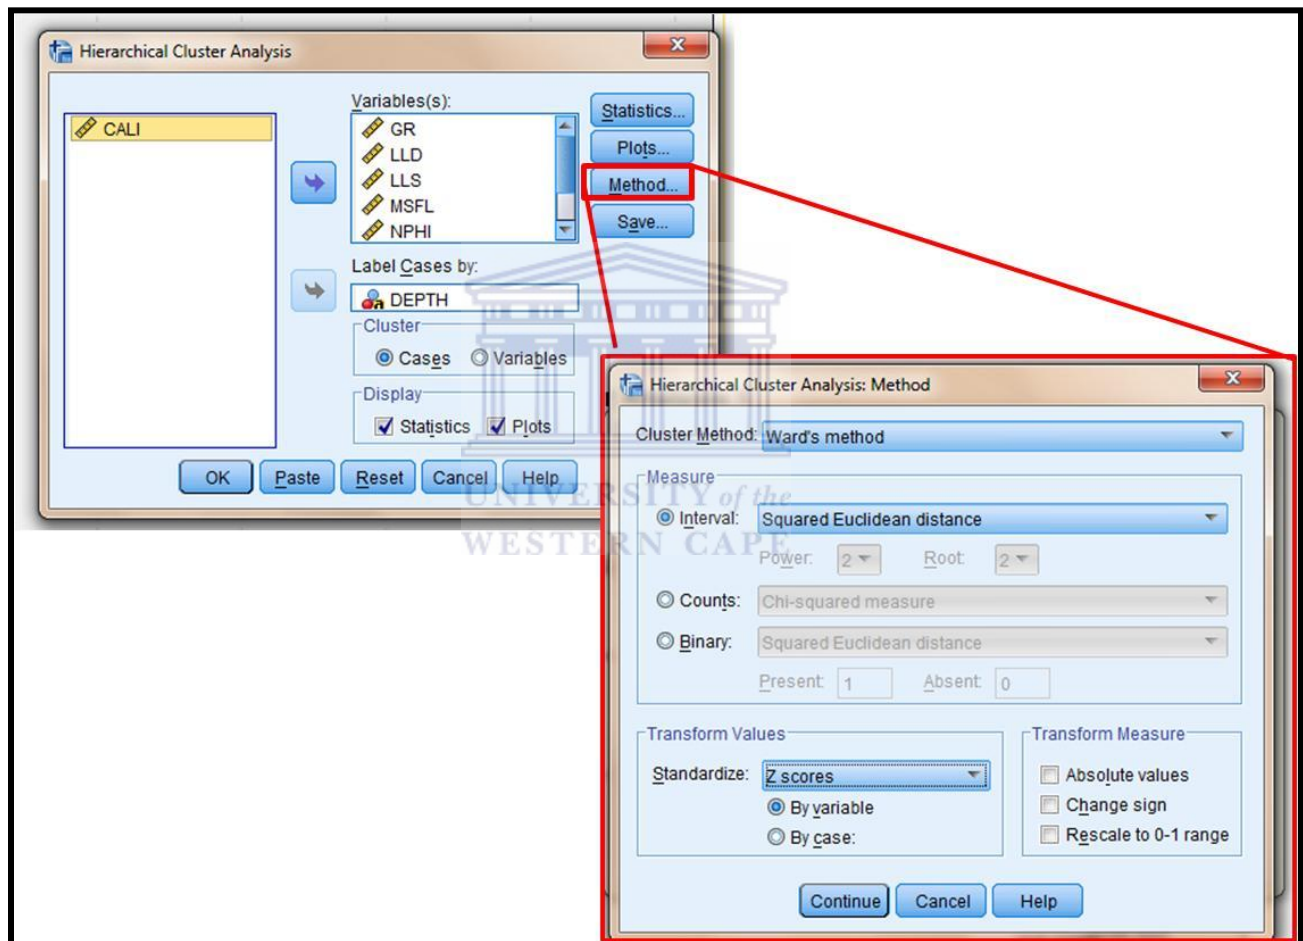 Hierarchical Cluster Analysis
CALI
Variables(s):
GR
LLD
LLS
MSFL
NPHI
Label Cases by:
DEPTH
Cluster
Cases Variables
Display
Statistics Plots
OK Paste Reset Cancel Help
Statistics...
Plots...
Method...
Save...
UNIVERSITY of the
WESTERN CAPE
Hierarchical Cluster Analysis: Method
Cluster Method: Ward's method
Measure
Interval: Squared Euclidean distance
Power: 2 Root: 2
Counts: Chi-squared measure
Binary: Squared Euclidean distance
Present: 1 Absent: 0
Transform Values
Standardize: Z scores
By variable
By case:
Transform Measure
Absolute values
Change sign
Rescale to 0-1 range
Continue Cancel Help